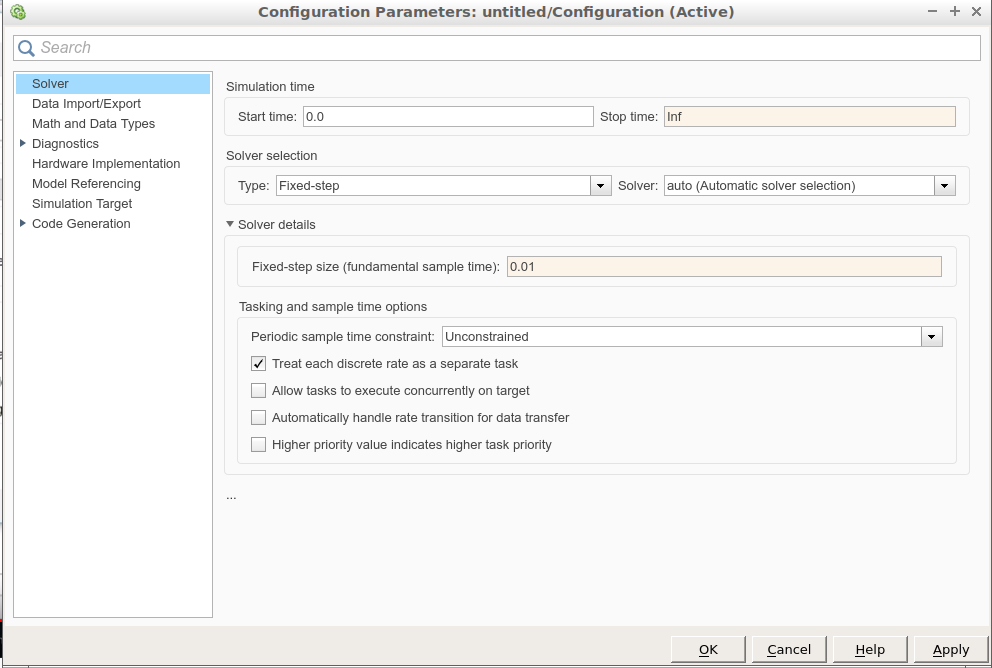 Configuration Parameters: untitled/Configuration (Active)
Search
Solver
Data Import/Export
Math and Data Types
Diagnostics
Hardware Implementation
Model Referencing
Simulation Target
Code Generation
Simulation time
Start time: 0.0 Stop time: Inf
Solver selection
Type: Fixed-step Solver: auto (Automatic solver selection)
Solver details
Fixed-step size (fundamental sample time): 0.01
Tasking and sample time options
Periodic sample time constraint: Unconstrained
Treat each discrete rate as a separate task
Allow tasks to execute concurrently on target
Automatically handle rate transition for data transfer
Higher priority value indicates higher task priority
...
OK Cancel Help Apply